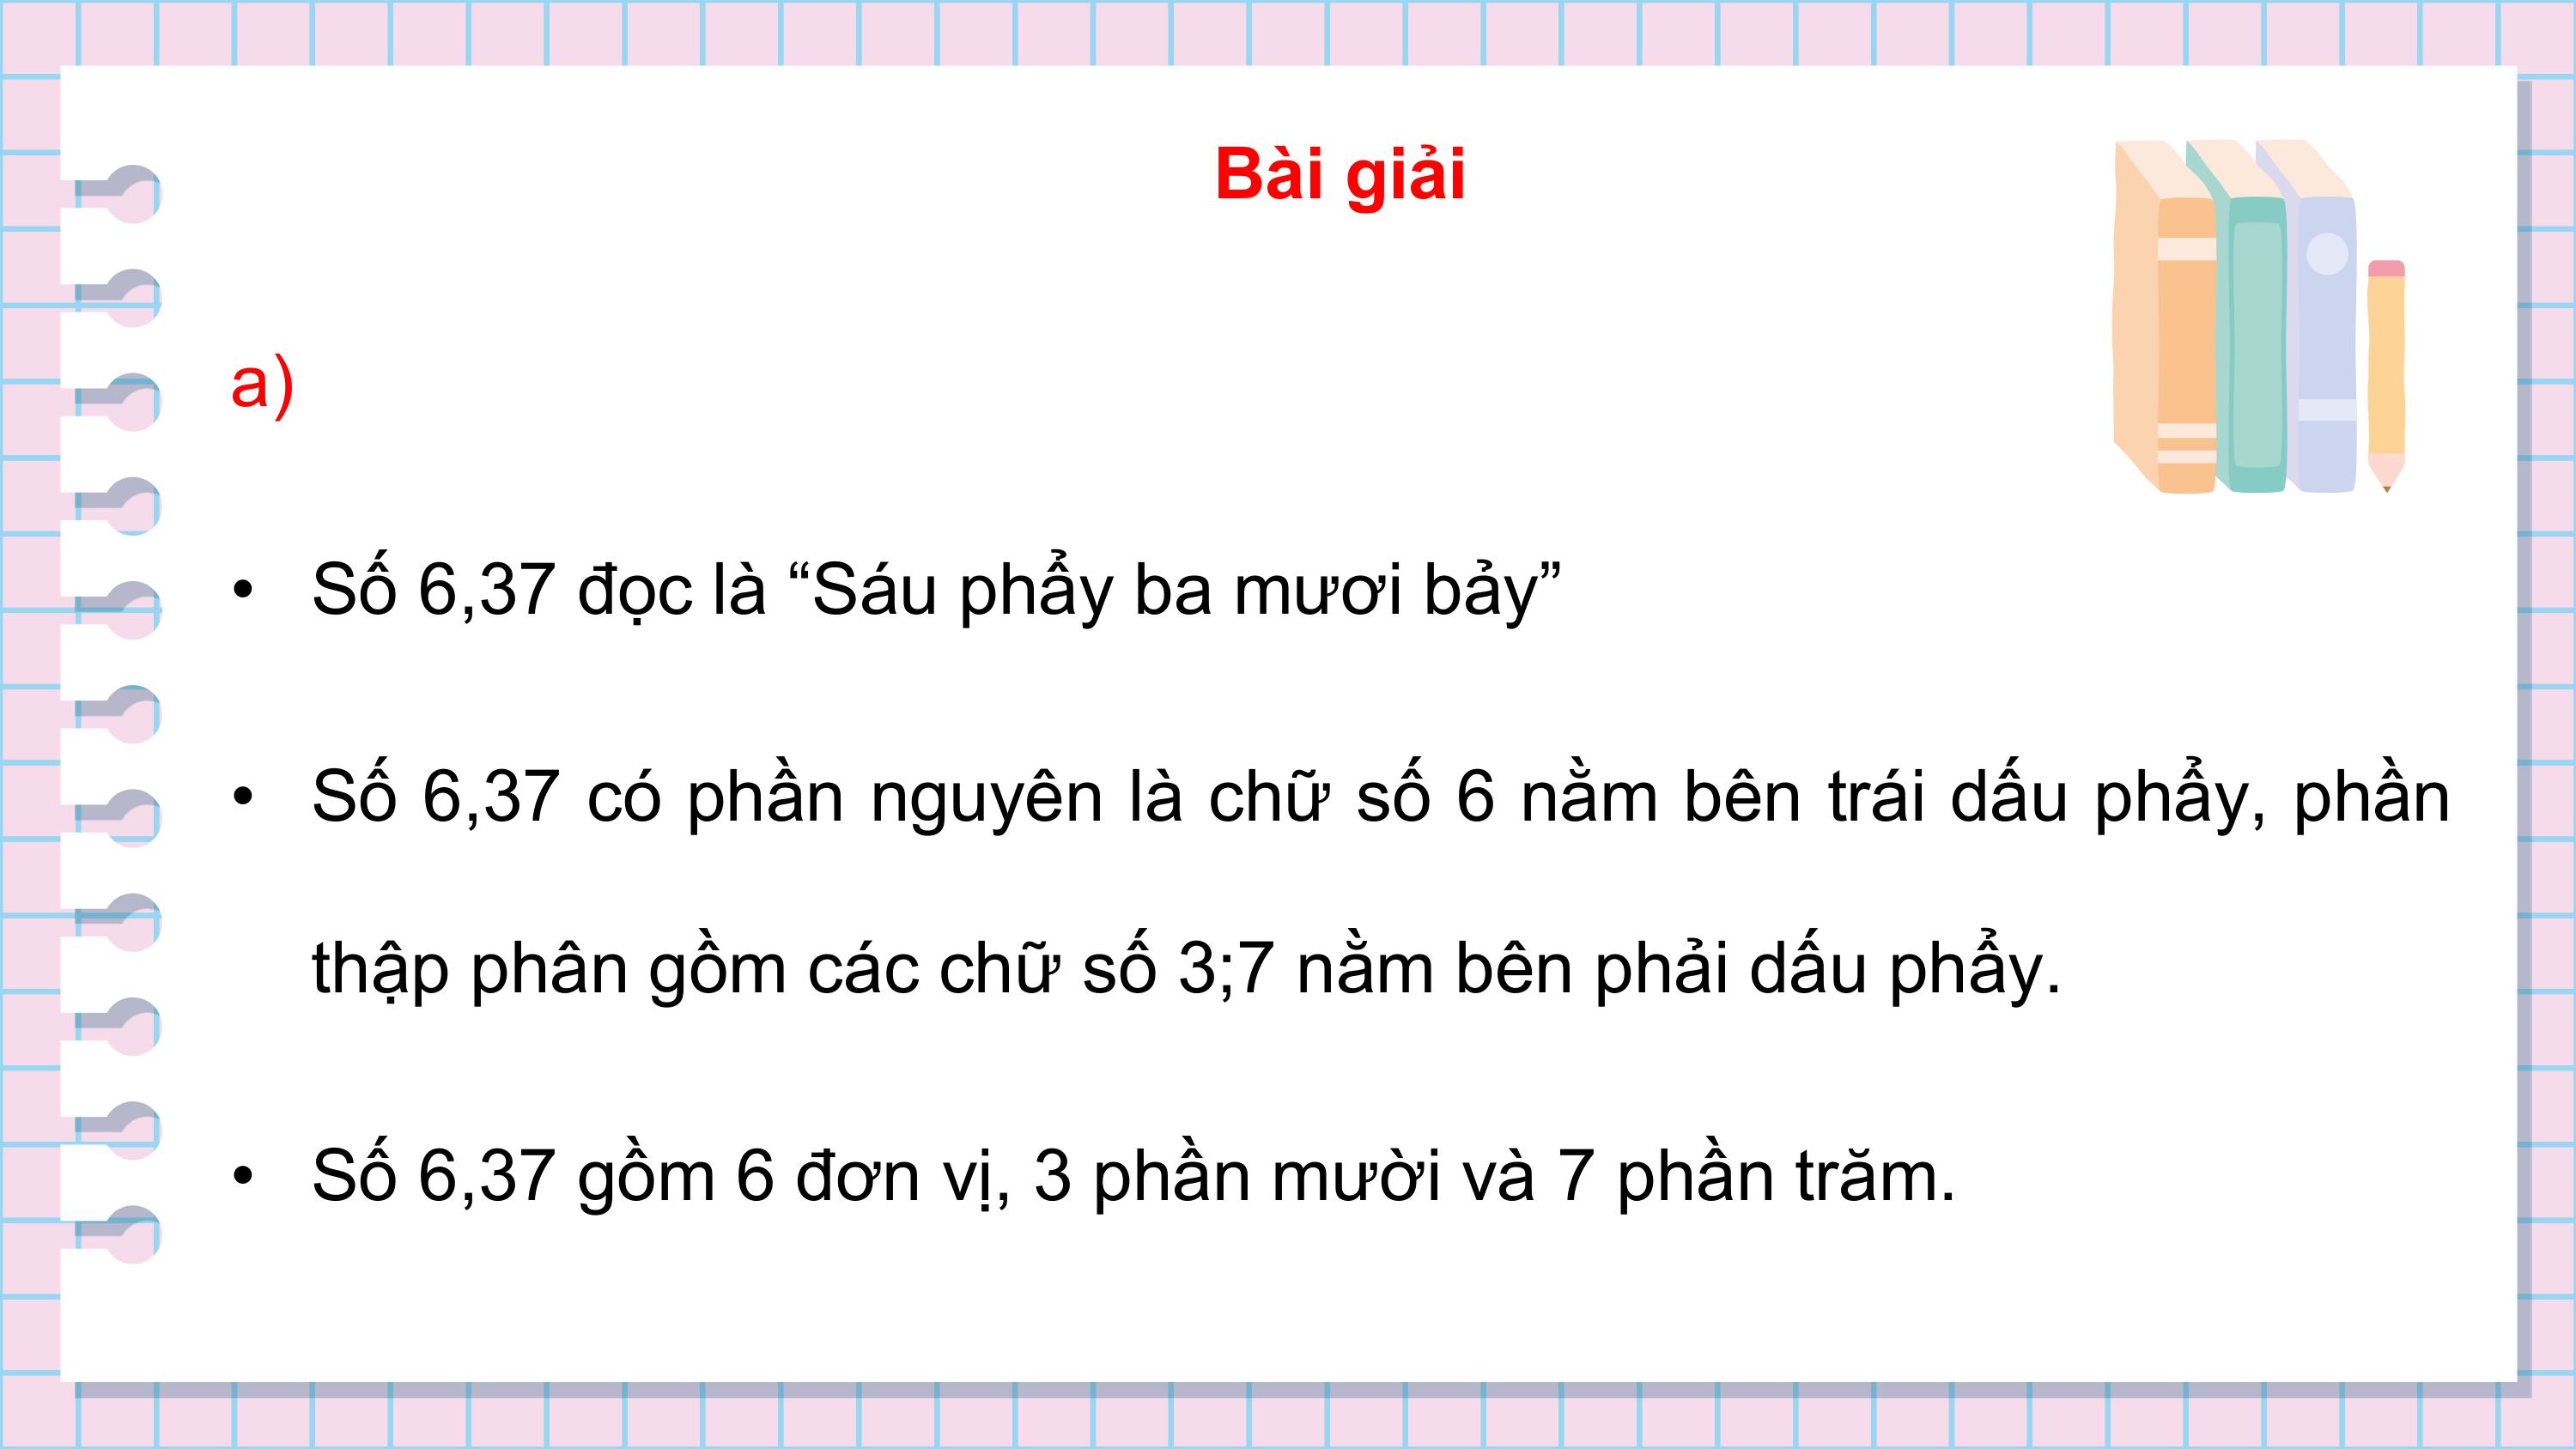 Bài giải
a)
• Số 6,37 đọc là “Sáu phẩy ba mươi bảy”
• Số 6,37 có phần nguyên là chữ số 6 nằm bên trái dấu phẩy, phần
thập phân gồm các chữ số 3;7 nằm bên phải dấu phẩy.
• Số 6,37 gồm 6 đơn vị, 3 phần mười và 7 phần trăm.